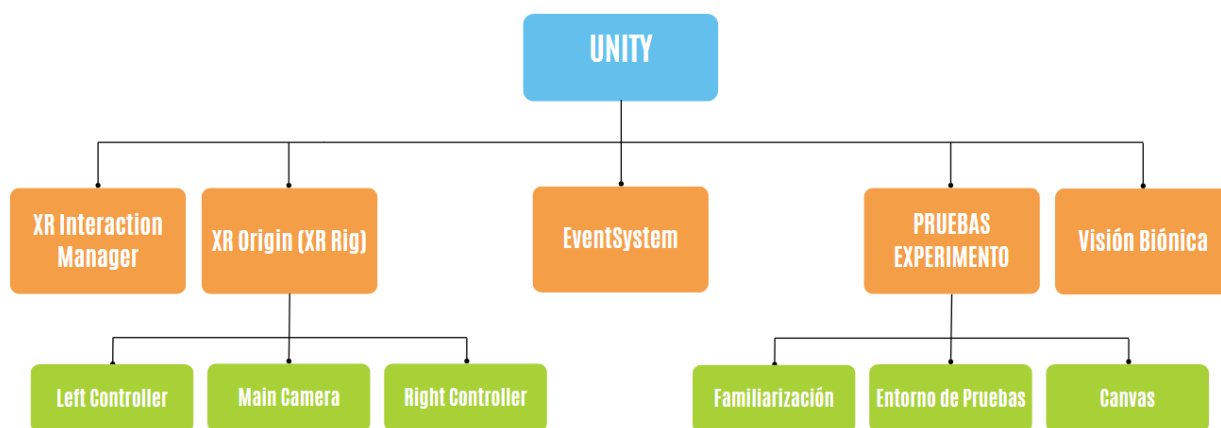 UNITY
XR Interaction
Manager
XR Origin (XR Rig)
EventSystem
PRUEBAS
EXPERIMENTO
Visión Biónica
Left Controller
Main Camera
Right Controller
Familiarización
Entorno de Pruebas
Canvas